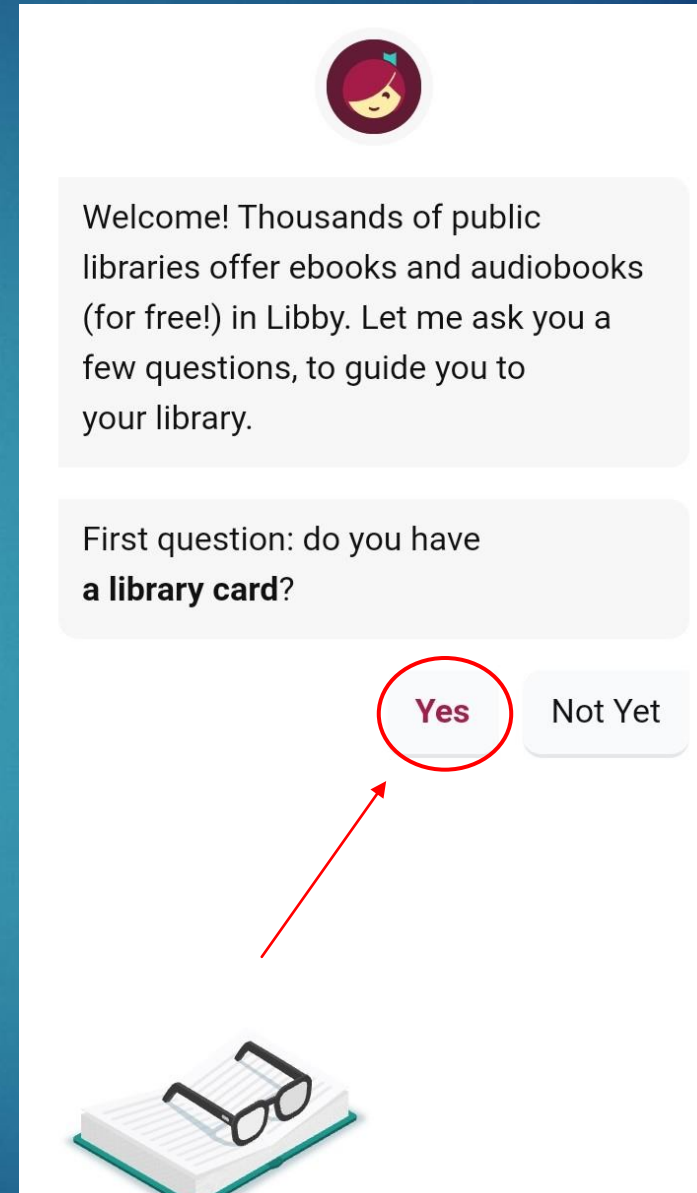 Welcome! Thousands of public
libraries offer ebooks and audiobooks
(for free!) in Libby. Let me ask you a
few questions, to guide you to
your library.
First question: do you have
a library card?
Yes Not Yet